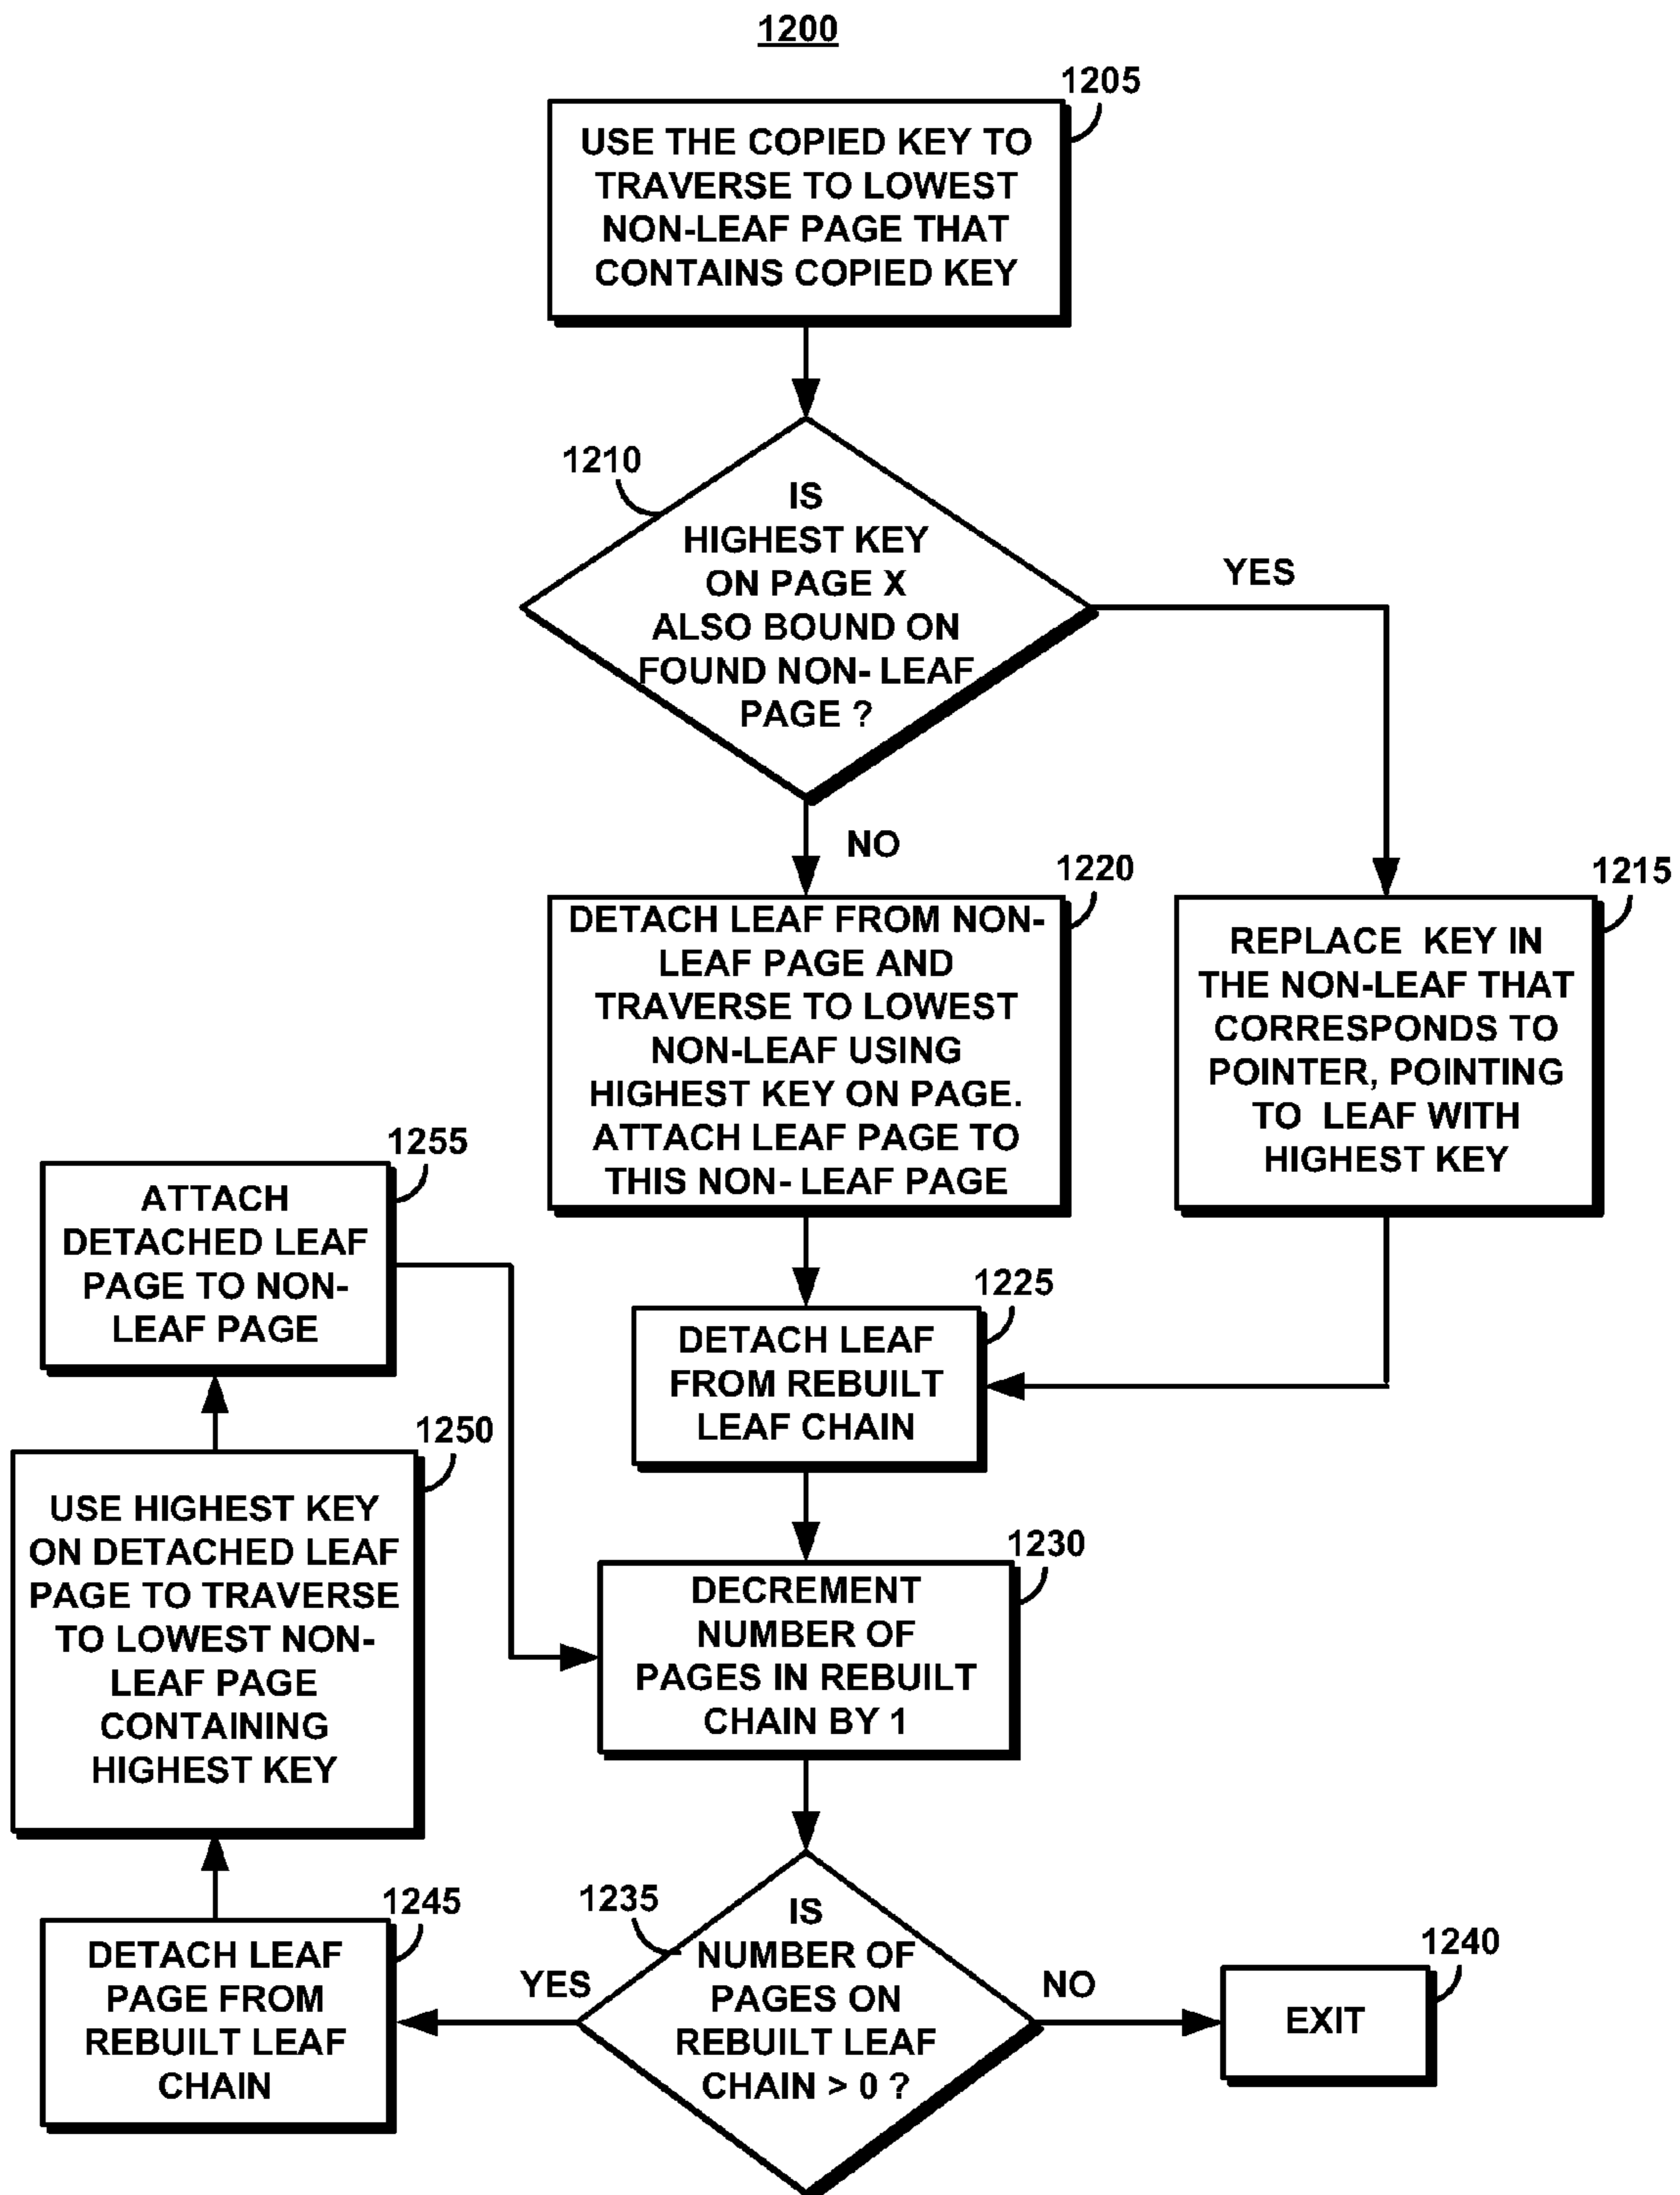 1200
1205
USE THE COPIED KEY TO
TRAVERSE TO LOWEST
NON-LEAF PAGE THAT
CONTAINS COPIED KEY
1210
IS
HIGHEST KEY
ON PAGE X
ALSO BOUND ON
FOUND NON- LEAF
PAGE ?
YES
NO
1220
DETACH LEAF FROM NON-
LEAF PAGE AND
TRAVERSE TO LOWEST
NON-LEAF USING
HIGHEST KEY ON PAGE.
ATTACH LEAF PAGE TO
THIS NON- LEAF PAGE
1215
REPLACE KEY IN
THE NON-LEAF THAT
CORRESPONDS TO
POINTER, POINTING
TO LEAF WITH
HIGHEST KEY
1225
DETACH LEAF
FROM REBUILT
LEAF CHAIN
1230
DECREMENT
NUMBER OF
PAGES IN REBUILT
CHAIN BY 1
1235
IS
NUMBER OF
PAGES ON
REBUILT LEAF
CHAIN > 0 ?
NO
1240
EXIT
YES
1245
DETACH LEAF
PAGE FROM
REBUILT LEAF
CHAIN
1250
USE HIGHEST KEY
ON DETACHED LEAF
PAGE TO TRAVERSE
TO LOWEST NON-
LEAF PAGE
CONTAINING
HIGHEST KEY
1255
ATTACH
DETACHED LEAF
PAGE TO NON-
LEAF PAGE